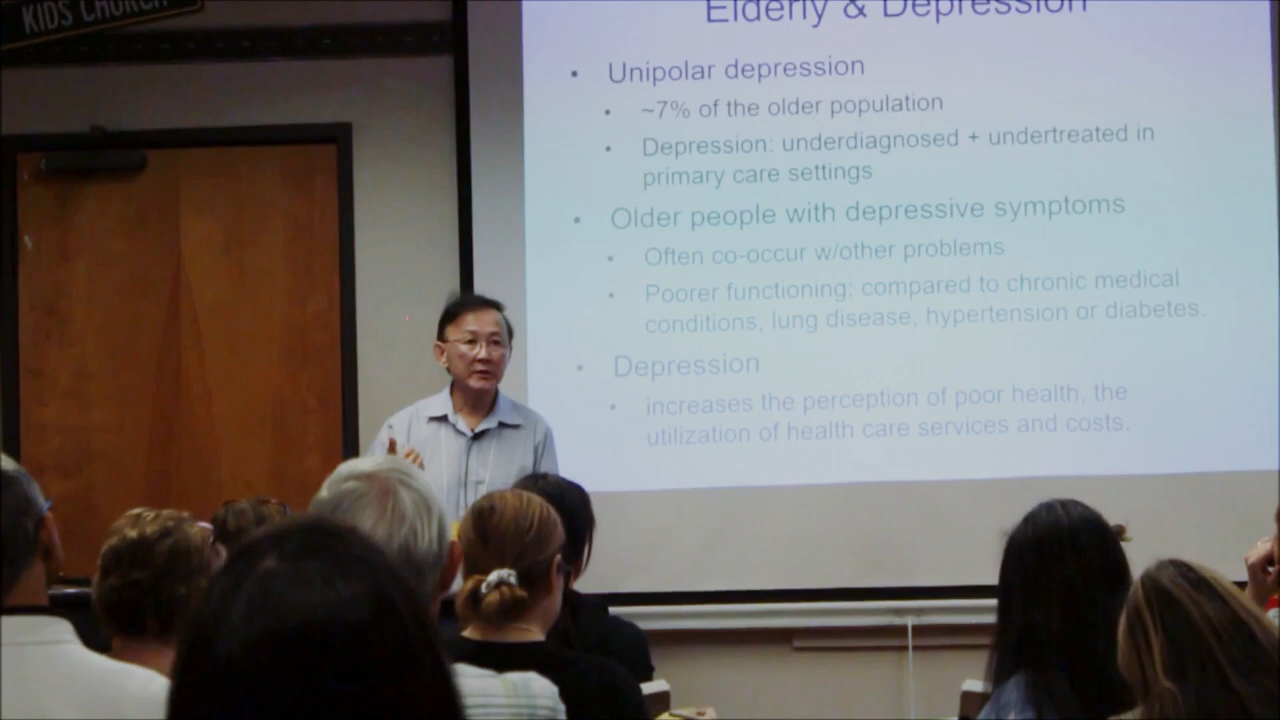 KIDS CHURCH
Elderly & Depression
• Unipolar depression
• ~7% of the older population
• Depression: underdiagnosed + undertreated in
primary care settings
• Older people with depressive symptoms
• Often co-occur w/other problems
• Poorer functioning: compared to chronic medical
conditions, lung disease, hypertension or diabetes.
• Depression
• increases the perception of poor health, the
utilization of health care services and costs.